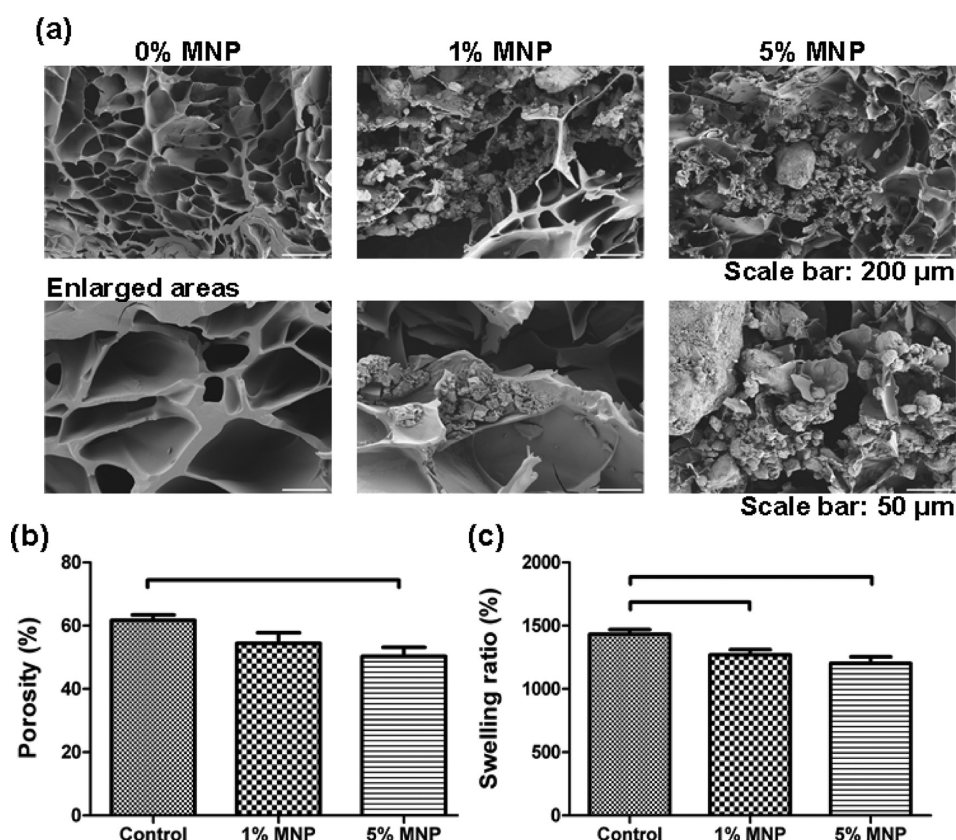 (a)
0% MNP 1% MNP 5% MNP
Scale bar: 200 µm
Enlarged areas
Scale bar: 50 µm
(b)
(c)
80
60
40
20
0
Porosity (%)
Control 1% MNP 5% MNP
2000
1500
1000
500
0
Swelling ratio (%)
Control 1% MNP 5% MNP